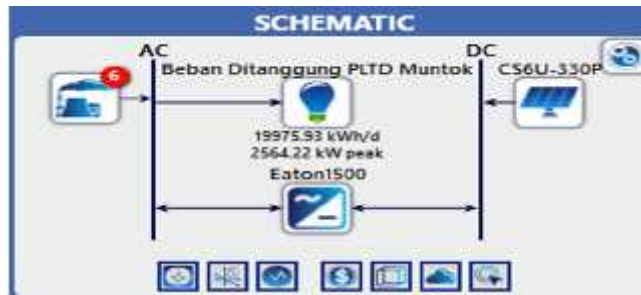 SCHEMATIC
AC
DC
6
Beban Ditanggung PLTD Muntok
CS6U-330P
19975.93 kWh/d
2564.22 kW peak
Eaton1500